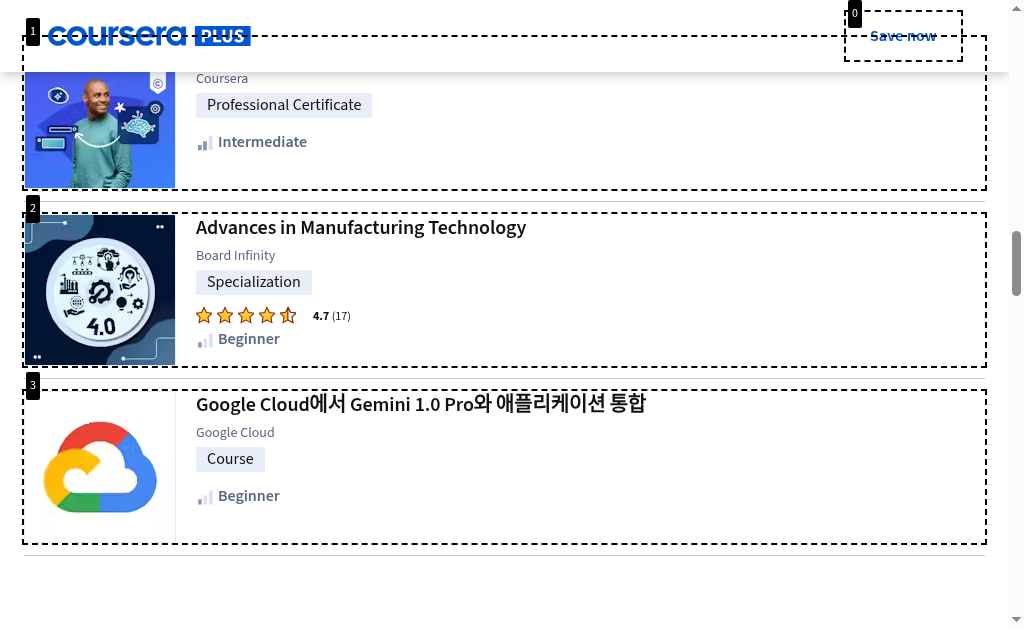 coursera PLUS
Save now
Coursera
Professional Certificate
Intermediate
Advances in Manufacturing Technology
Board Infinity
Specialization
4.7 (17)
Beginner
Google Cloud에서 Gemini 1.0 Pro와 애플리케이션 통합
Google Cloud
Course
Beginner
0
1
2
3
4.0
©